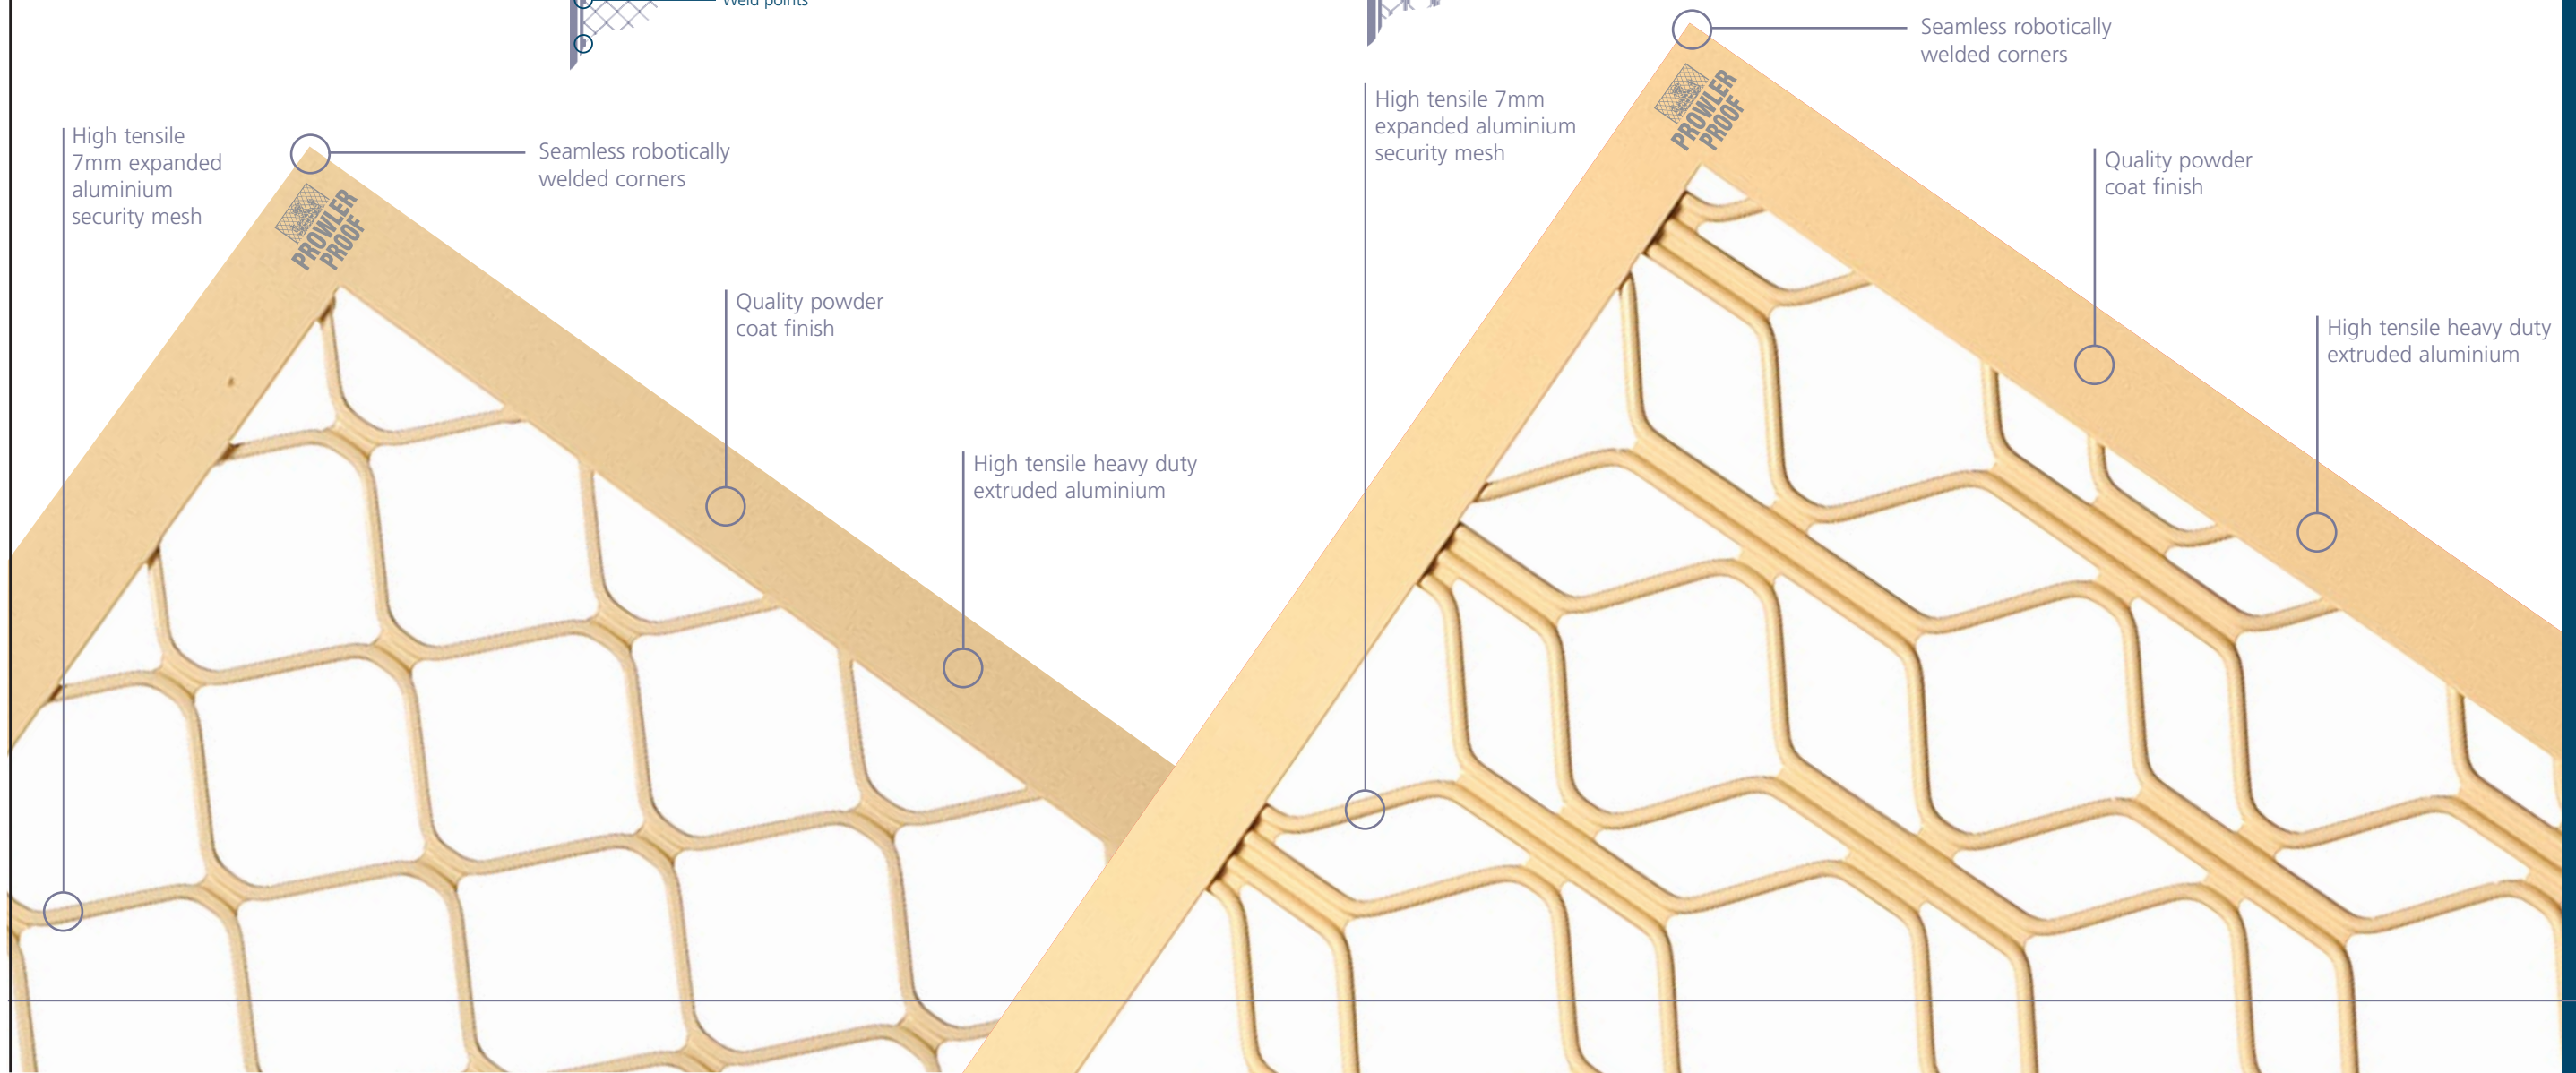 Weld points
High tensile
7mm expanded
aluminium
security mesh
Seamless robotically
welded corners
PROWLER
PROOF
Quality powder
coat finish
High tensile heavy duty
extruded aluminium
Seamless robotically
welded corners
High tensile 7mm
expanded aluminium
security mesh
PROWLER
PROOF
Quality powder
coat finish
High tensile heavy duty
extruded aluminium